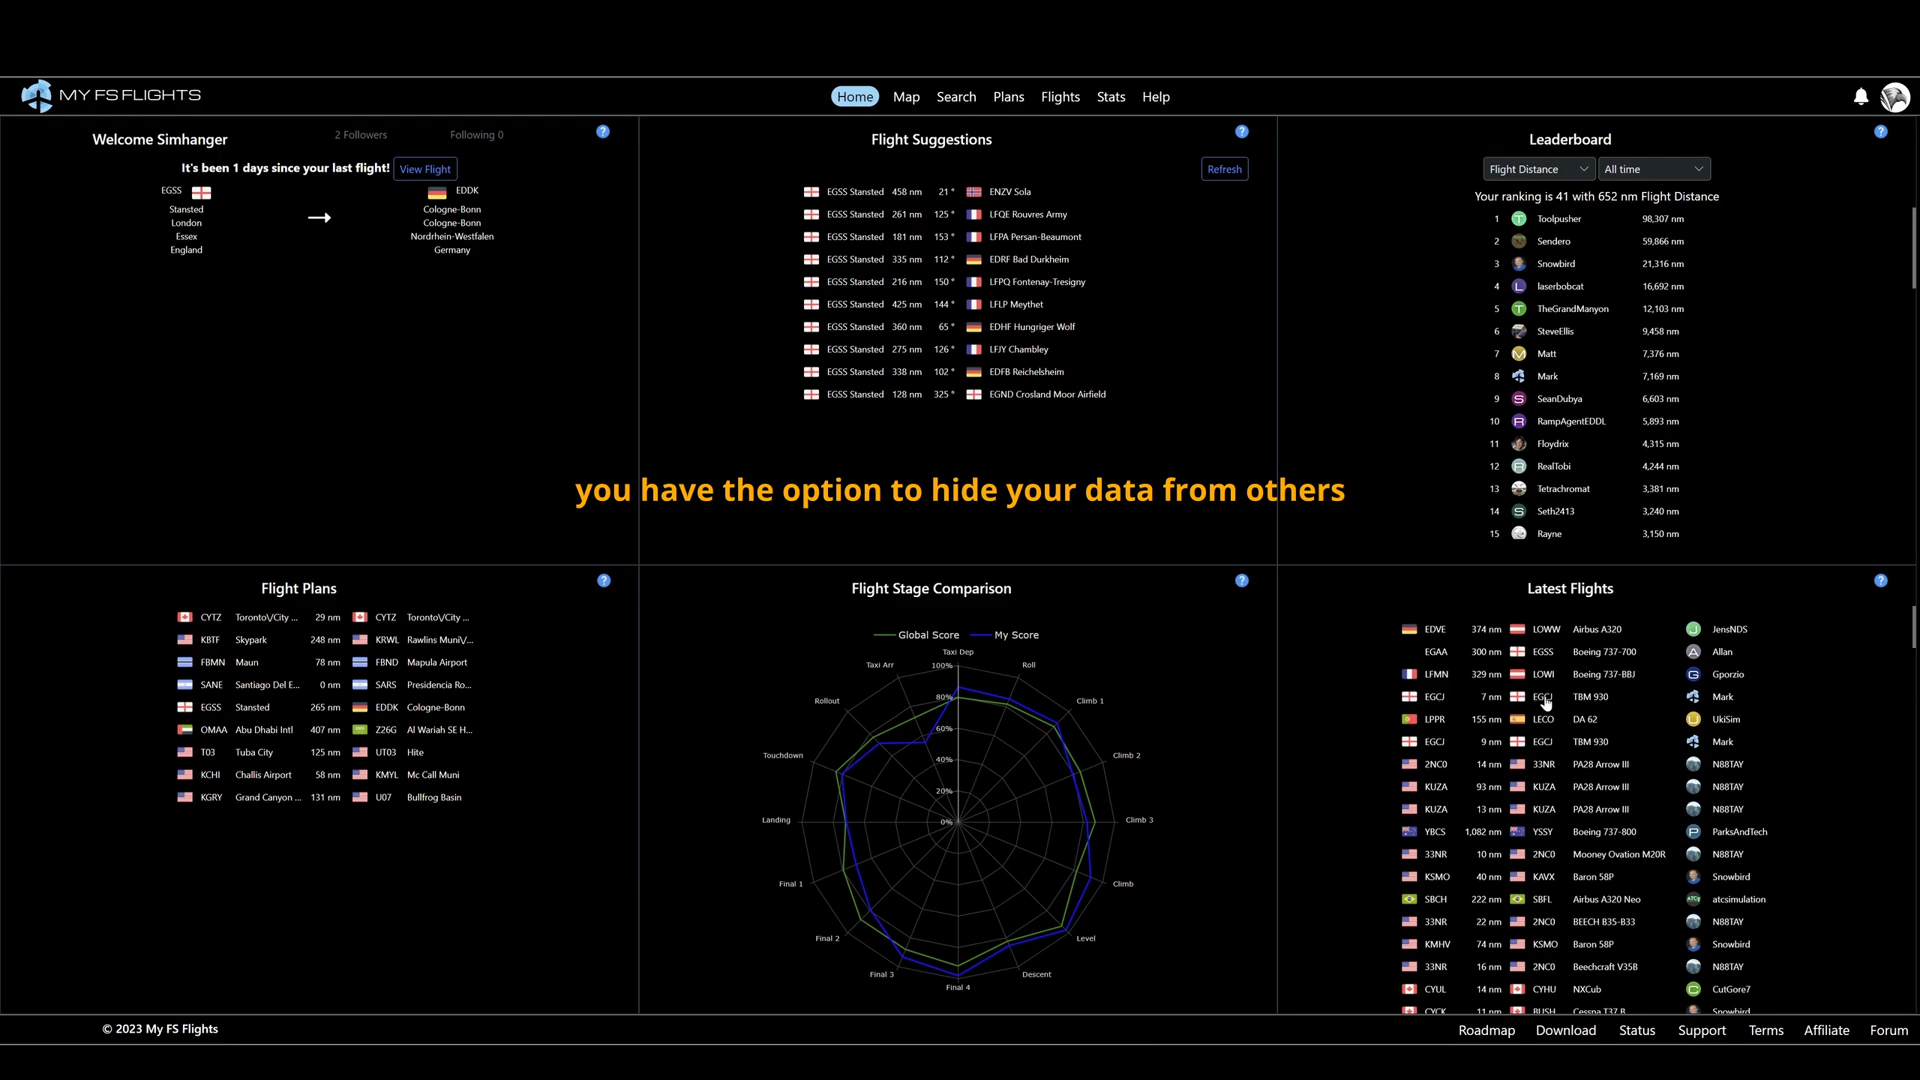 MY FS FLIGHTS
Home Map Search Plans Flights Stats Help
Welcome Simhanger 2 Followers Following 0
It's been 1 days since your last flight! View Flight
EGSS EDDK
Stansted Cologne-Bonn
London Cologne-Bonn
Essex Nordrhein-Westfalen
England Germany
Flight Suggestions
Refresh
EGSS Stansted 458 nm 21 ° ENZV Sola
EGSS Stansted 261 nm 125 ° LFQE Rouvres Army
EGSS Stansted 181 nm 153 ° LFPA Persan-Beaumont
EGSS Stansted 335 nm 112 ° EDRF Bad Durkheim
EGSS Stansted 216 nm 150 ° LFPQ Fontenay-Tresigny
EGSS Stansted 425 nm 144 ° LFLP Meythet
EGSS Stansted 360 nm 65 ° EDHF Hungriger Wolf
EGSS Stansted 275 nm 126 ° LFJY Chambley
EGSS Stansted 338 nm 102 ° EDFB Reichelsheim
EGSS Stansted 128 nm 325 ° EGND Crosland Moor Airfield
Leaderboard
Flight Distance All time
Your ranking is 41 with 652 nm Flight Distance
1 T Toolpusher 98,307 nm
2 Sendero 59,866 nm
3 Snowbird 21,316 nm
4 L laserbobcat 16,692 nm
5 T TheGrandManyon 12,103 nm
6 SteveEllis 9,458 nm
7 M Matt 7,376 nm
8 Mark 7,169 nm
9 S SeanDubya 6,603 nm
10 R RampAgentEDDL 5,893 nm
11 Floydrix 4,315 nm
12 R RealTobi 4,244 nm
13 Tetrachromat 3,381 nm
14 S Seth2413 3,240 nm
15 Rayne 3,150 nm
you have the option to hide your data from others
Flight Plans
CYTZ Toronto\/City ... 29 nm CYTZ Toronto\/City ...
KBTF Skypark 248 nm KRWL Rawlins Muni\/...
FBMN Maun 78 nm FBND Mapula Airport
SANE Santiago Del E... 0 nm SARS Presidencia Ro...
EGSS Stansted 265 nm EDDK Cologne-Bonn
OMAA Abu Dhabi Intl 407 nm Z26G Al Wariah SE H...
T03 Tuba City 125 nm UT03 Hite
KCHI Challis Airport 58 nm KMYL Mc Call Muni
KGRY Grand Canyon ... 131 nm U07 Bullfrog Basin
Flight Stage Comparison
Global Score My Score
Taxi Dep
Taxi Arr 100% Roll
Rollout 80% Climb 1
60%
Touchdown 40% Climb 2
20%
Landing 0% Climb 3
Final 1 Climb
Final 2 Level
Final 3 Descent
Final 4
Latest Flights
EDVE 374 nm LOWW Airbus A320 J JensNDS
EGAA 300 nm EGSS Boeing 737-700 A Allan
LFMN 329 nm LOWI Boeing 737-BBJ G Gporzio
EGCJ 7 nm EGCJ TBM 930 Mark
LPPR 155 nm LECO DA 62 U UkiSim
EGCJ 9 nm EGCJ TBM 930 Mark
2NC0 14 nm 33NR PA28 Arrow III N88TAY
KUZA 93 nm KUZA PA28 Arrow III N88TAY
KUZA 13 nm KUZA PA28 Arrow III N88TAY
YBCS 1,082 nm YSSY Boeing 737-800 P ParksAndTech
33NR 10 nm 2NC0 Mooney Ovation M20R N88TAY
KSMO 40 nm KAVX Baron 58P Snowbird
SBCH 222 nm SBFL Airbus A320 Neo atcsimulation
33NR 22 nm 2NC0 BEECH B35-B33 N88TAY
KMHV 74 nm KSMO Baron 58P Snowbird
33NR 16 nm 2NC0 Beechcraft V35B N88TAY
CYUL 14 nm CYHU NXCub C CutGore7
CYCK 11 nm Cessna T37 B Snowbird
© 2023 My FS Flights
Roadmap Download Status Support Terms Affiliate Forum